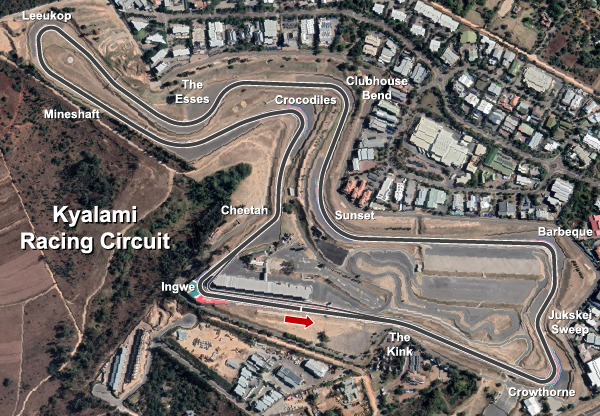 Leeukop
The
Esses
Clubhouse
Bend
Crocodiles
Mineshaft
Kyalami
Racing Circuit
Cheetah
Sunset
Barbeque
Ingwe
Jukskei
Sweep
The
Kink
Crowthorne